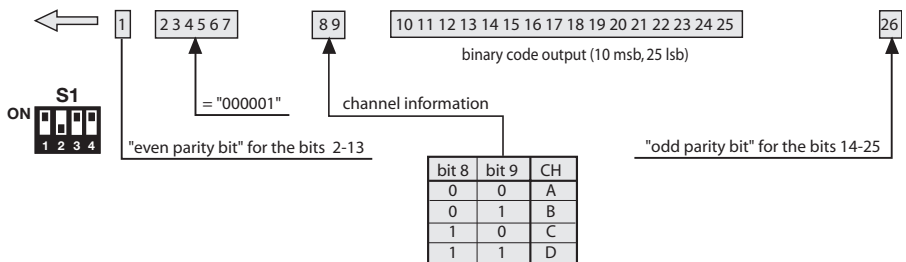 1 2 3 4 5 6 7 8 9 10 11 12 13 14 15 16 17 18 19 20 21 22 23 24 25 26
binary code output (10 msb, 25 lsb)
S1
ON
1 2 3 4
= "000001"
channel information
"even parity bit" for the bits 2-13
"odd parity bit" for the bits 14-25
bit 8 bit 9 CH
0 0 A
0 1 B
1 0 C
1 1 D